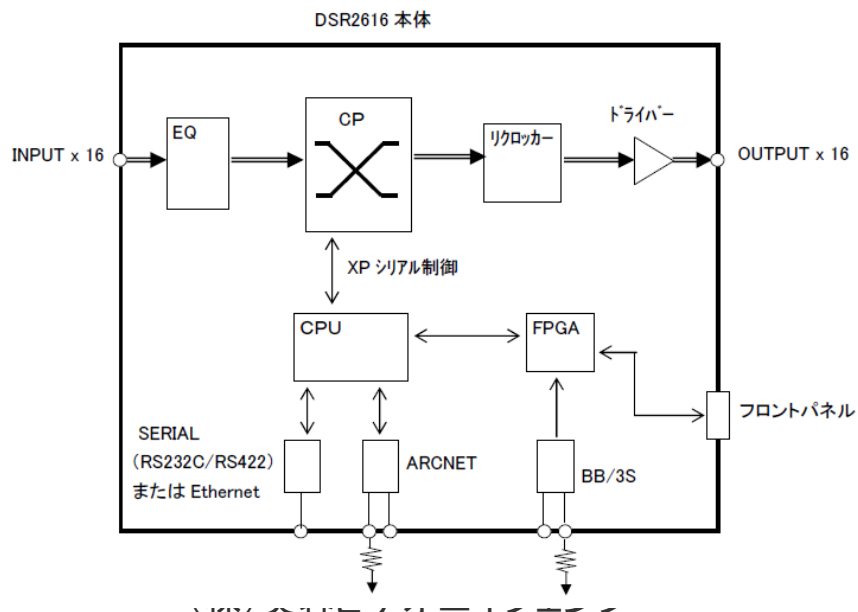 DSR2616 本体
INPUT x 16
EQ
CP
リクロッカー
ドライバー
OUTPUT x 16
XP シリアル制御
CPU
FPGA
フロントパネル
SERIAL
(RS232C/RS422)
または Ethernet
ARCNET
BB/3S